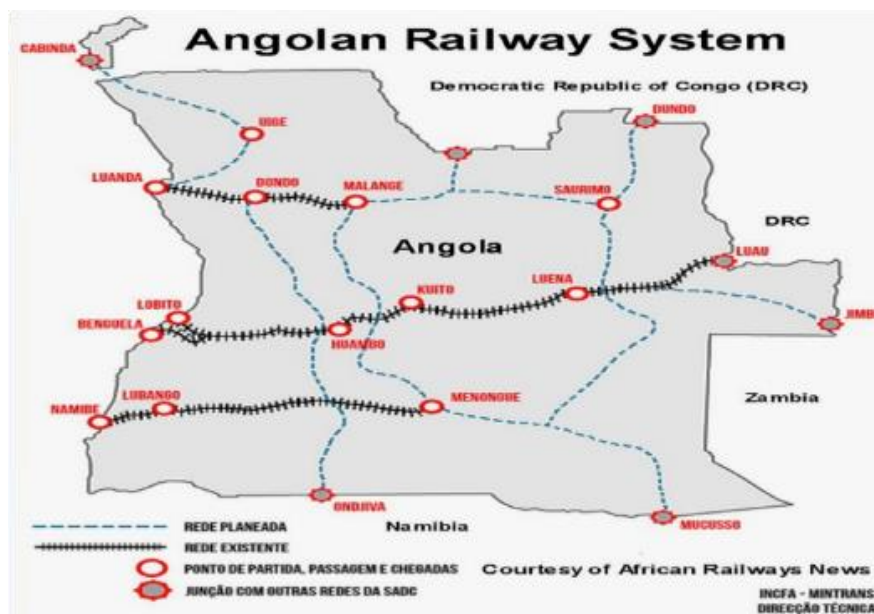 Angolan Railway System
CABINDA
Democratic Republic of Congo (DRC)
DUNDO
UIGE
LUANDA
DONDO
MALANGE
SAURIMO
DRC
Angola
LUAU
KUITO
LUENA
LOBITO
BENGUELA
HUAMBO
JIMB
LUBANGO
NAMIBE
MENONGUE
Zambia
ONDJIVA
Namibia
MUCUSSO
REDE PLANEADA
REDE EXISTENTE
PONTO DE PARTIDA, PASSAGEM E CHEGADAS
Courtesy of African Railways News
JUNÇÃO COM OUTRAS REDES DA SADC
INCFA - MINTRANS
DIRECÇÃO TÉCNICA